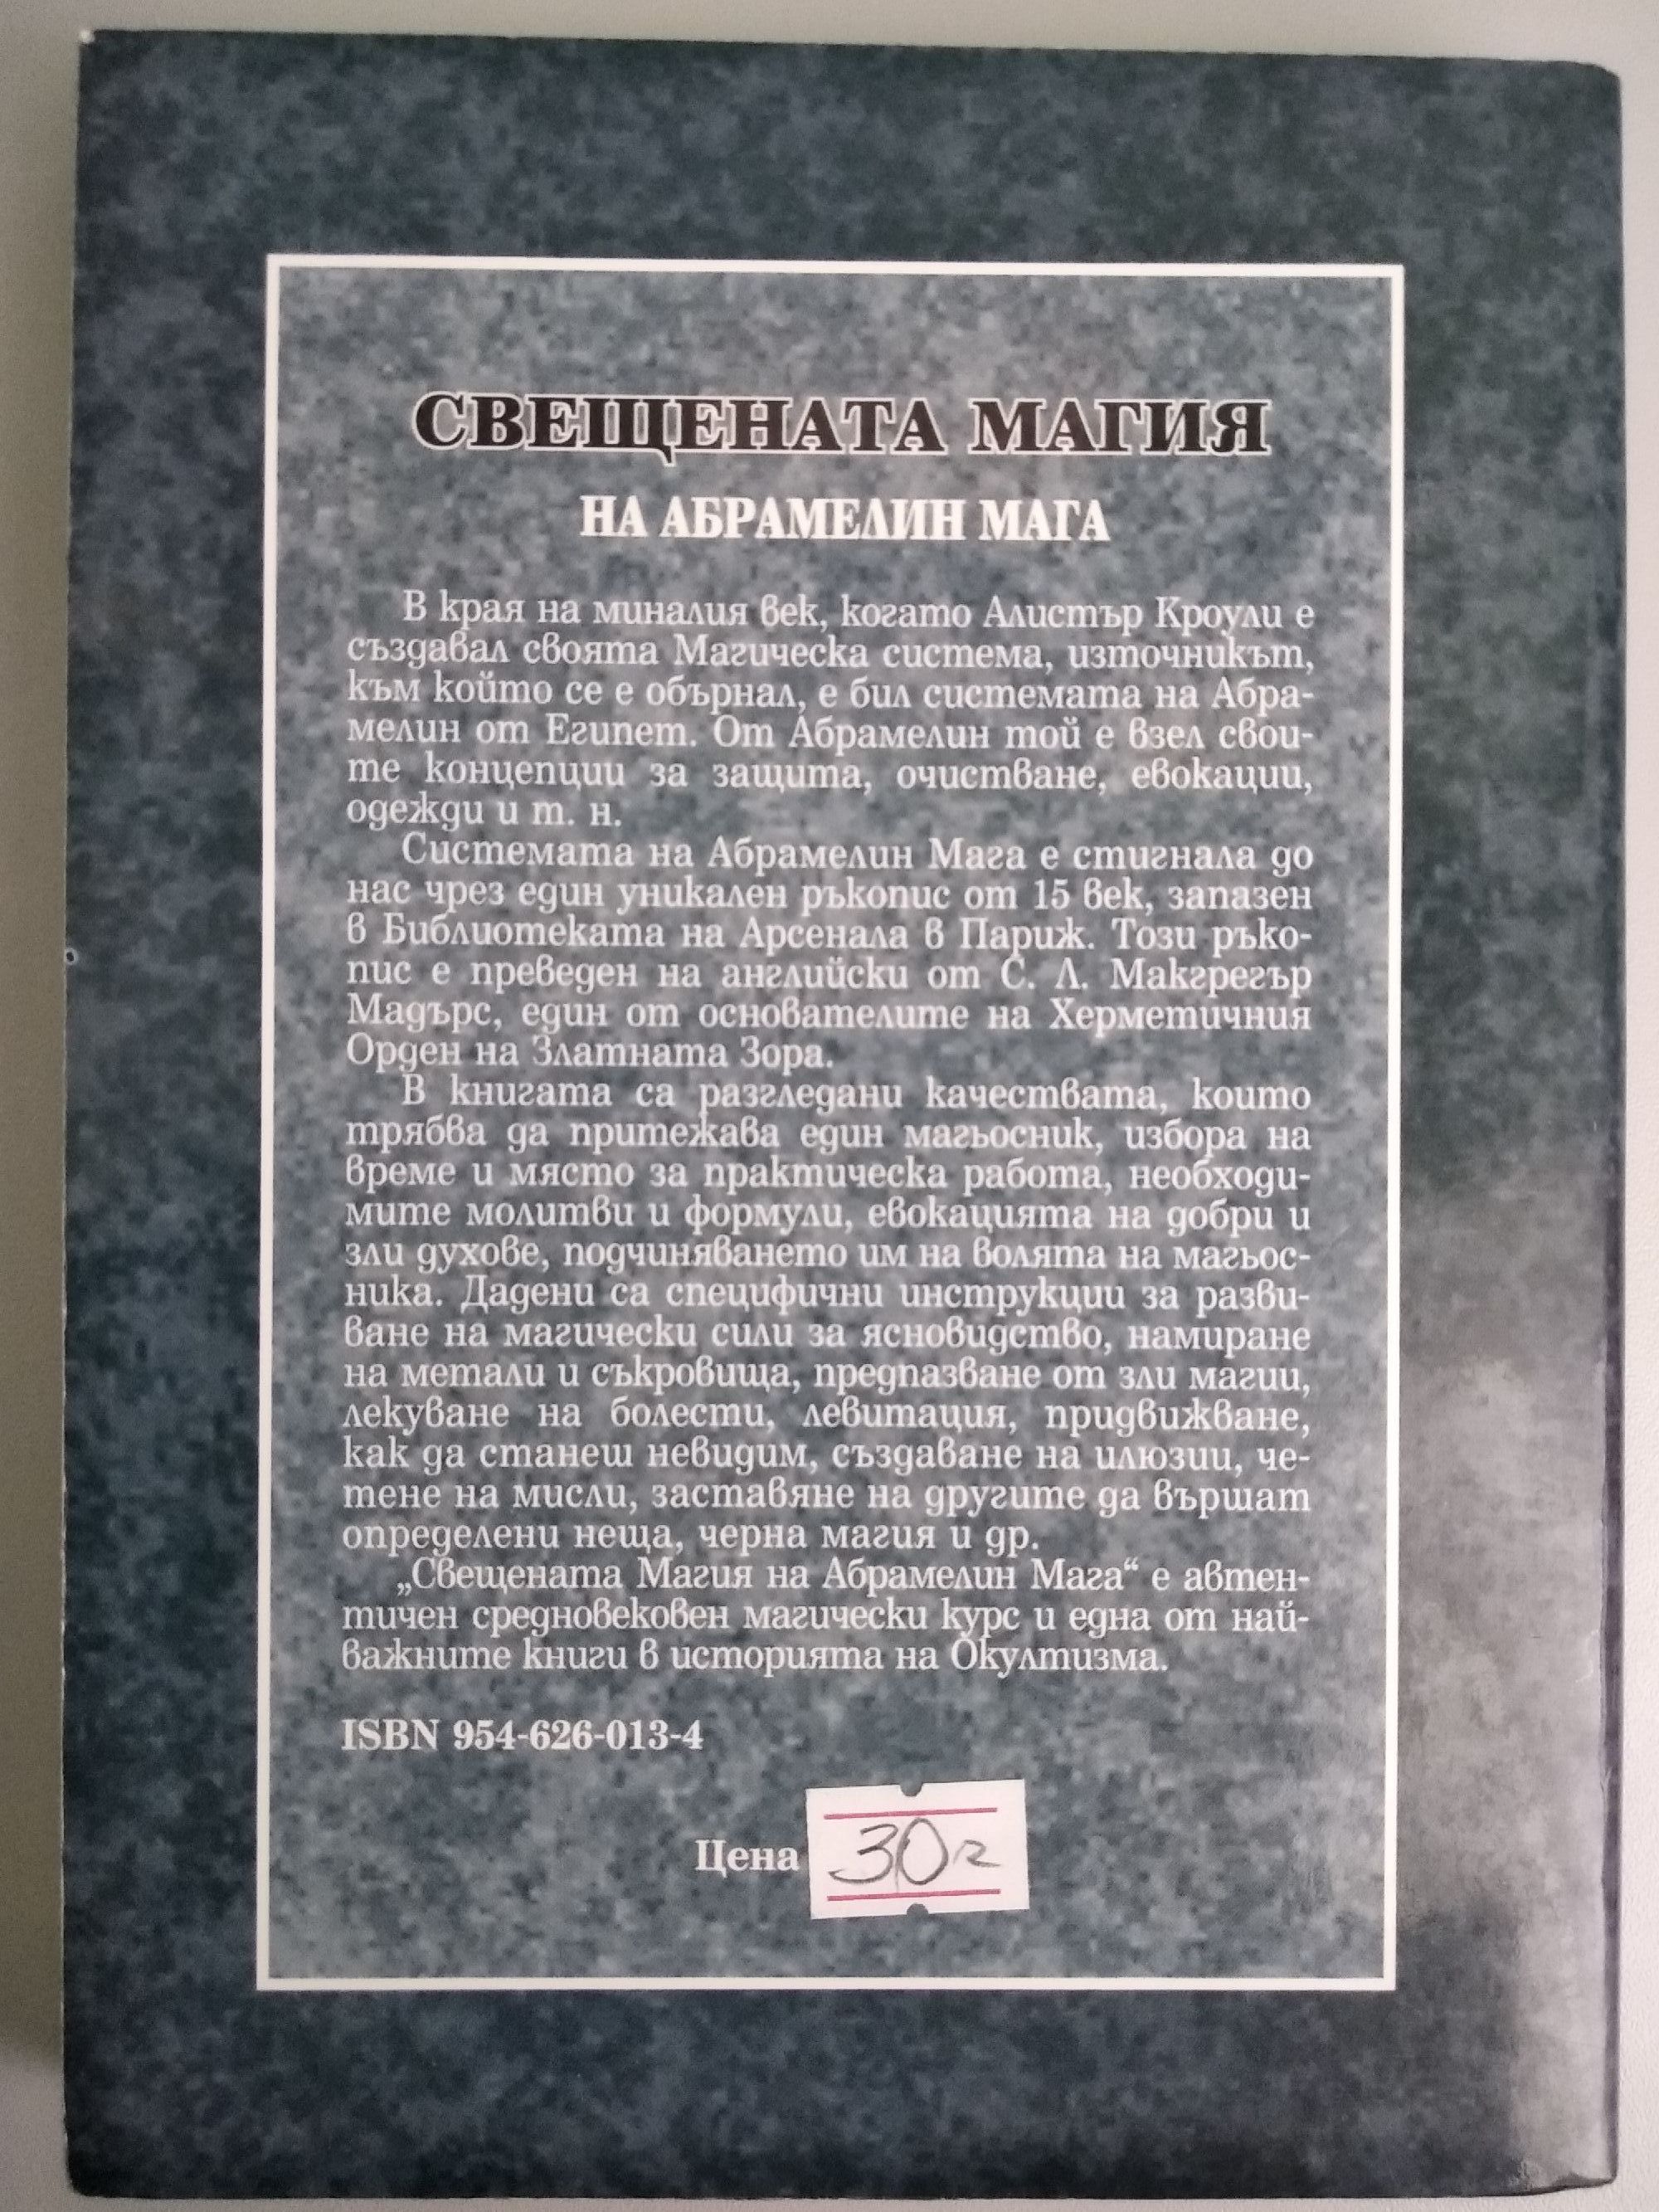 СВЕЩЕНАТА МАГИЯ
НА АБРАМЕЛИН МАГА
В края на миналия век, когато Алистър Кроули е
създавал своята Магическа система, източникът,
към който се е обърнал, е бил системата на Абра-
мелин от Египет. От Абрамелин той е взел свои-
те концепции за защита, очистване, евокации,
одежди и т. н.
Системата на Абрамелин Мага е стигнала до
нас чрез един уникален ръкопис от 15 век, запазен
в Библиотеката на Арсенала в Париж. Този ръко-
пис е преведен на английски от С. Л. Макгрегър
Мадърс, един от основателите на Херметичния
Орден на Златната Зора.
В книгата са разгледани качествата, които
трябва да притежава един магьосник, избора на
време и място за практическа работа, необходи-
мите молитви и формули, евокацията на добри и
зли духове, подчиняването им на волята на магьос-
ника. Дадени са специфични инструкции за разви-
ване на магически сили за ясновидство, намиране
на метали и съкровища, предпазване от зли магии,
лекуване на болести, левитация, придвижване,
как да станеш невидим, създаване на илюзии, че-
тене на мисли, заставяне на другите да вършат
определени неща, черна магия и др.
„Свещената Магия на Абрамелин Мага“ е автен-
тичен средновековен магически курс и една от най-
важните книги в историята на Окултизма.
ISBN 954-626-013-4
Цена 30